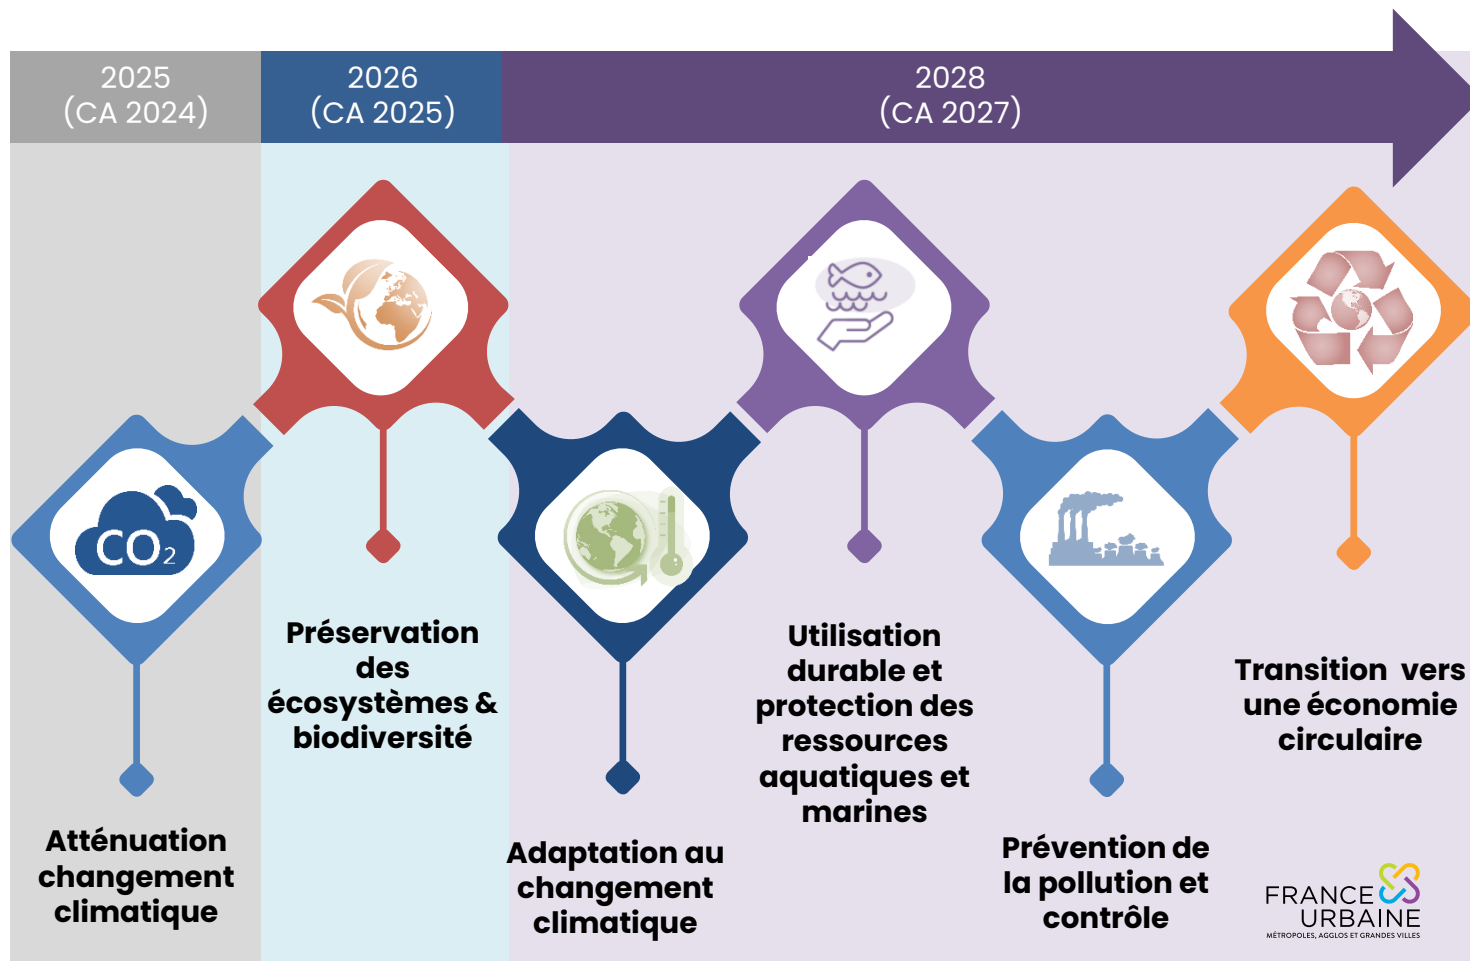 2025
(CA 2024)
2026
(CA 2025)
2028
(CA 2027)
CO2
Atténuation
changement
climatique
Préservation
des
écosystèmes &
biodiversité
Adaptation au
changement
climatique
Utilisation
durable et
protection des
ressources
aquatiques et
marines
Prévention de
la pollution et
contrôle
Transition vers
une économie
circulaire
FRANCE
URBAINE
MÉTROPOLES, AGGLOS ET GRANDES VILLES